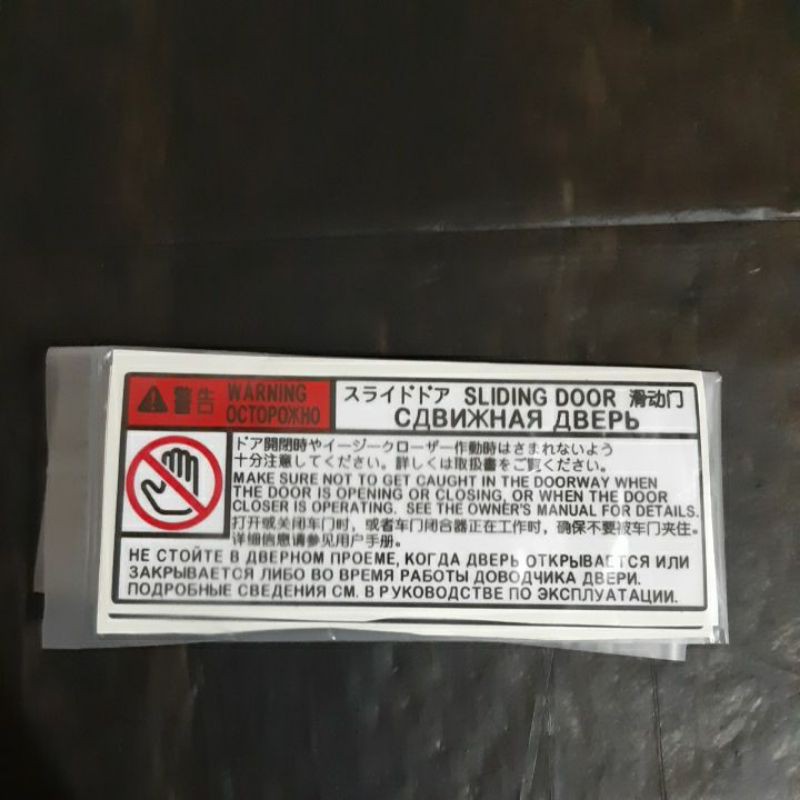 警告 WARNING ОСТОРОЖНО
スライドドア SLIDING DOOR 滑动门
СДВИЖНАЯ ДВЕРЬ
ドア開閉時やイージークローザー作動時はさまれないよう
十分注意してください。詳しくは取扱書をご覧ください。
MAKE SURE NOT TO GET CAUGHT IN THE DOORWAY WHEN
THE DOOR IS OPENING OR CLOSING, OR WHEN THE DOOR
CLOSER IS OPERATING. SEE THE OWNER'S MANUAL FOR DETAILS.
打开或关闭车门时，或者车门闭合器正在工作时，确保不要被车门夹住。
详细信息请参见用户手册。
НЕ СТОЙТЕ В ДВЕРНОМ ПРОЕМЕ, КОГДА ДВЕРЬ ОТКРЫВАЕТСЯ ИЛИ
ЗАКРЫВАЕТСЯ ЛИБО ВО ВРЕМЯ РАБОТЫ ДОВОДЧИКА ДВЕРИ.
ПОДРОБНЫЕ СВЕДЕНИЯ СМ. В РУКОВОДСТВЕ ПО ЭКСПЛУАТАЦИИ.